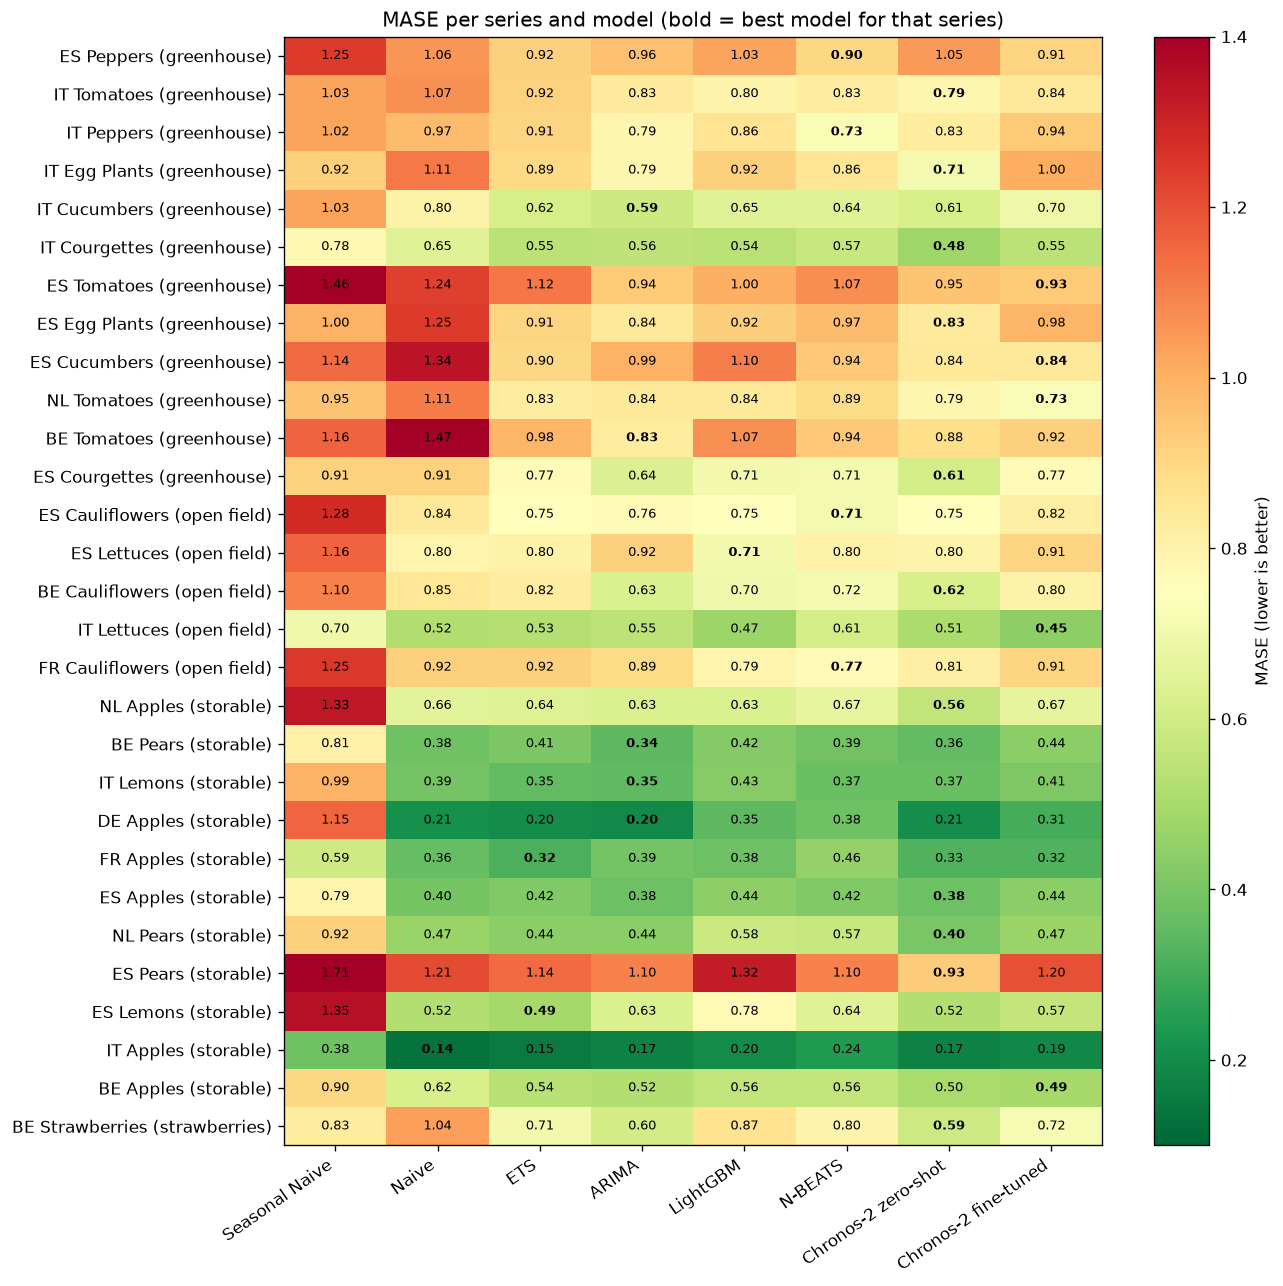 MASE per series and model (bold = best model for that series)
ES Peppers (greenhouse) 1.25 1.06 0.92 0.96 1.03 0.90 1.05 0.91
IT Tomatoes (greenhouse) 1.03 1.07 0.92 0.83 0.80 0.83 0.79 0.84
IT Peppers (greenhouse) 1.02 0.97 0.91 0.79 0.86 0.73 0.83 0.94
IT Egg Plants (greenhouse) 0.92 1.11 0.89 0.79 0.92 0.86 0.71 1.00
IT Cucumbers (greenhouse) 1.03 0.80 0.62 0.59 0.65 0.64 0.61 0.70
IT Courgettes (greenhouse) 0.78 0.65 0.55 0.56 0.54 0.57 0.48 0.55
ES Tomatoes (greenhouse) 1.46 1.24 1.12 0.94 1.00 1.07 0.95 0.93
ES Egg Plants (greenhouse) 1.00 1.25 0.91 0.84 0.92 0.97 0.83 0.98
ES Cucumbers (greenhouse) 1.14 1.34 0.90 0.99 1.10 0.94 0.84 0.84
NL Tomatoes (greenhouse) 0.95 1.11 0.83 0.84 0.84 0.89 0.79 0.73
BE Tomatoes (greenhouse) 1.16 1.47 0.98 0.83 1.07 0.94 0.88 0.92
ES Courgettes (greenhouse) 0.91 0.91 0.77 0.64 0.71 0.71 0.61 0.77
ES Cauliflowers (open field) 1.28 0.84 0.75 0.76 0.75 0.71 0.75 0.82
ES Lettuces (open field) 1.16 0.80 0.80 0.92 0.71 0.80 0.80 0.91
BE Cauliflowers (open field) 1.10 0.85 0.82 0.63 0.70 0.72 0.62 0.80
IT Lettuces (open field) 0.70 0.52 0.53 0.55 0.47 0.61 0.51 0.45
FR Cauliflowers (open field) 1.25 0.92 0.92 0.89 0.79 0.77 0.81 0.91
NL Apples (storable) 1.33 0.66 0.64 0.63 0.63 0.67 0.56 0.67
BE Pears (storable) 0.81 0.38 0.41 0.34 0.42 0.39 0.36 0.44
IT Lemons (storable) 0.99 0.39 0.35 0.35 0.43 0.37 0.37 0.41
DE Apples (storable) 1.15 0.21 0.20 0.20 0.35 0.38 0.21 0.31
FR Apples (storable) 0.59 0.36 0.32 0.39 0.38 0.46 0.33 0.32
ES Apples (storable) 0.79 0.40 0.42 0.38 0.44 0.42 0.38 0.44
NL Pears (storable) 0.92 0.47 0.44 0.44 0.58 0.57 0.40 0.47
ES Pears (storable) 1.71 1.21 1.14 1.10 1.32 1.10 0.93 1.20
ES Lemons (storable) 1.35 0.52 0.49 0.63 0.78 0.64 0.52 0.57
IT Apples (storable) 0.38 0.14 0.15 0.17 0.20 0.24 0.17 0.19
BE Apples (storable) 0.90 0.62 0.54 0.52 0.56 0.56 0.50 0.49
BE Strawberries (strawberries) 0.83 1.04 0.71 0.60 0.87 0.80 0.59 0.72
Seasonal Naive
Naive
ETS
ARIMA
LightGBM
N-BEATS
Chronos-2 zero-shot
Chronos-2 fine-tuned
1.4
1.2
1.0
0.8
0.6
0.4
0.2
MASE (lower is better)